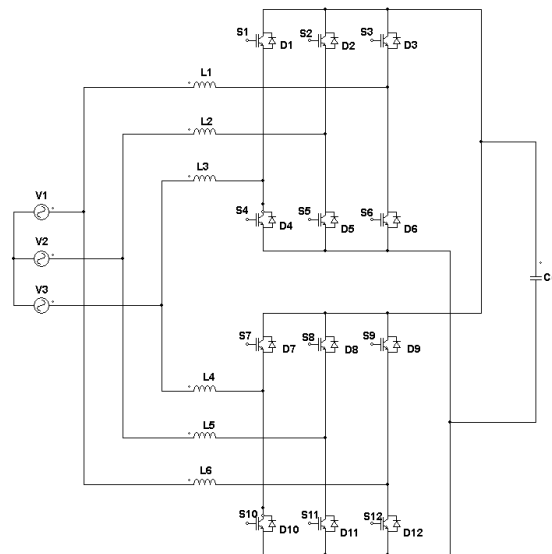 S1 D1 S2 D2 S3 D3
L1
L2
L3
V1
S4 D4 S5 D5 S6 D6
V2
C
V3
S7 D7 S8 D8 S9 D9
L4
L5
L6
S10 D10 S11 D11 S12 D12